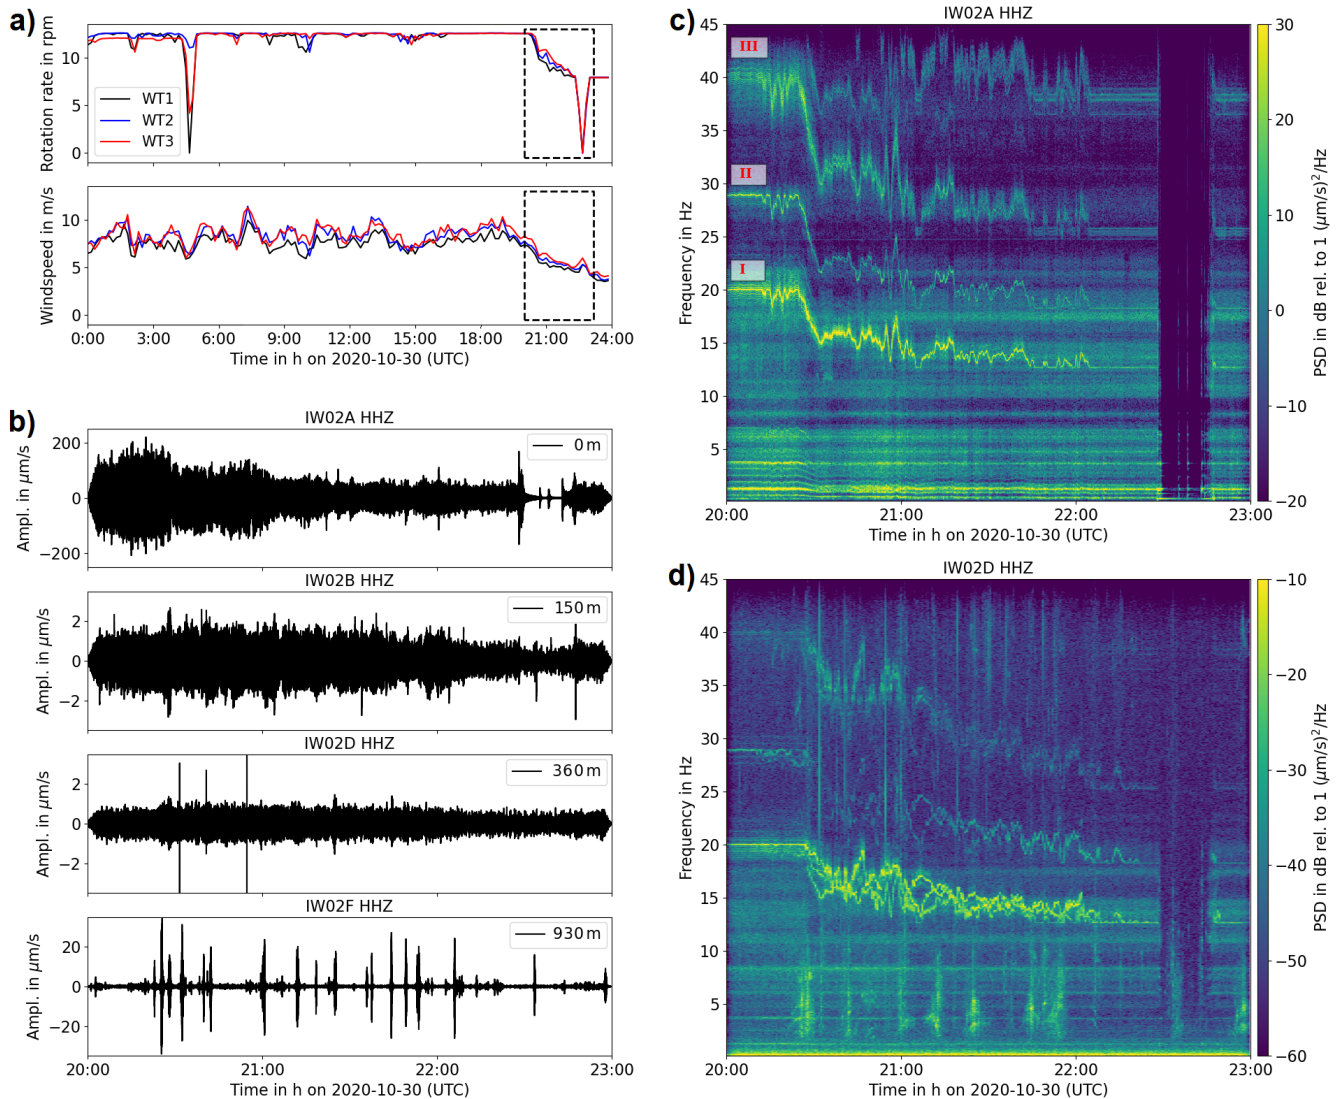 a)
Rotation rate in rpm
10
5
0
WT1
WT2
WT3
Windspeed in m/s
10
5
0
0:00 3:00 6:00 9:00 12:00 15:00 18:00 21:00 24:00
Time in h on 2020-10-30 (UTC)
b)
IW02A HHZ
Ampl. in μm/s
200
0
−200
0 m
IW02B HHZ
Ampl. in μm/s
2
0
−2
150 m
IW02D HHZ
Ampl. in μm/s
2
0
−2
360 m
IW02F HHZ
Ampl. in μm/s
20
0
−20
930 m
20:00 21:00 22:00 23:00
Time in h on 2020-10-30 (UTC)
c)
IW02A HHZ
Frequency in Hz
45
40
35
30
25
20
15
10
5
III
II
I
20:00 21:00 22:00 23:00
Time in h on 2020-10-30 (UTC)
30
20
10
0
−10
−20
PSD in dB rel. to 1 (μm/s)²/Hz
d)
IW02D HHZ
Frequency in Hz
45
40
35
30
25
20
15
10
5
20:00 21:00 22:00 23:00
Time in h on 2020-10-30 (UTC)
−10
−20
−30
−40
−50
−60
PSD in dB rel. to 1 (μm/s)²/Hz